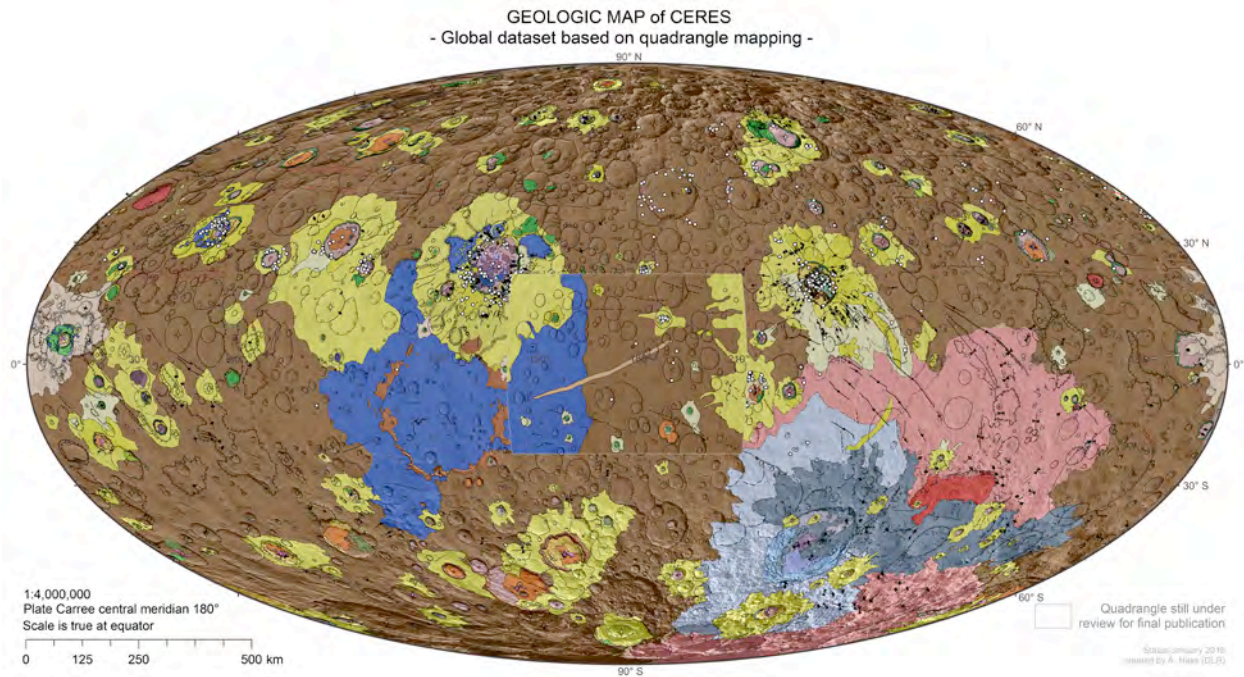 GEOLOGIC MAP of CERES
- Global dataset based on quadrangle mapping -
90° N
60° N
30° N
0°
0°
30° S
60° S
90° S
1:4,000,000
Plate Carree central meridian 180°
Scale is true at equator
0 125 250 500 km
Quadrangle still under
review for final publication